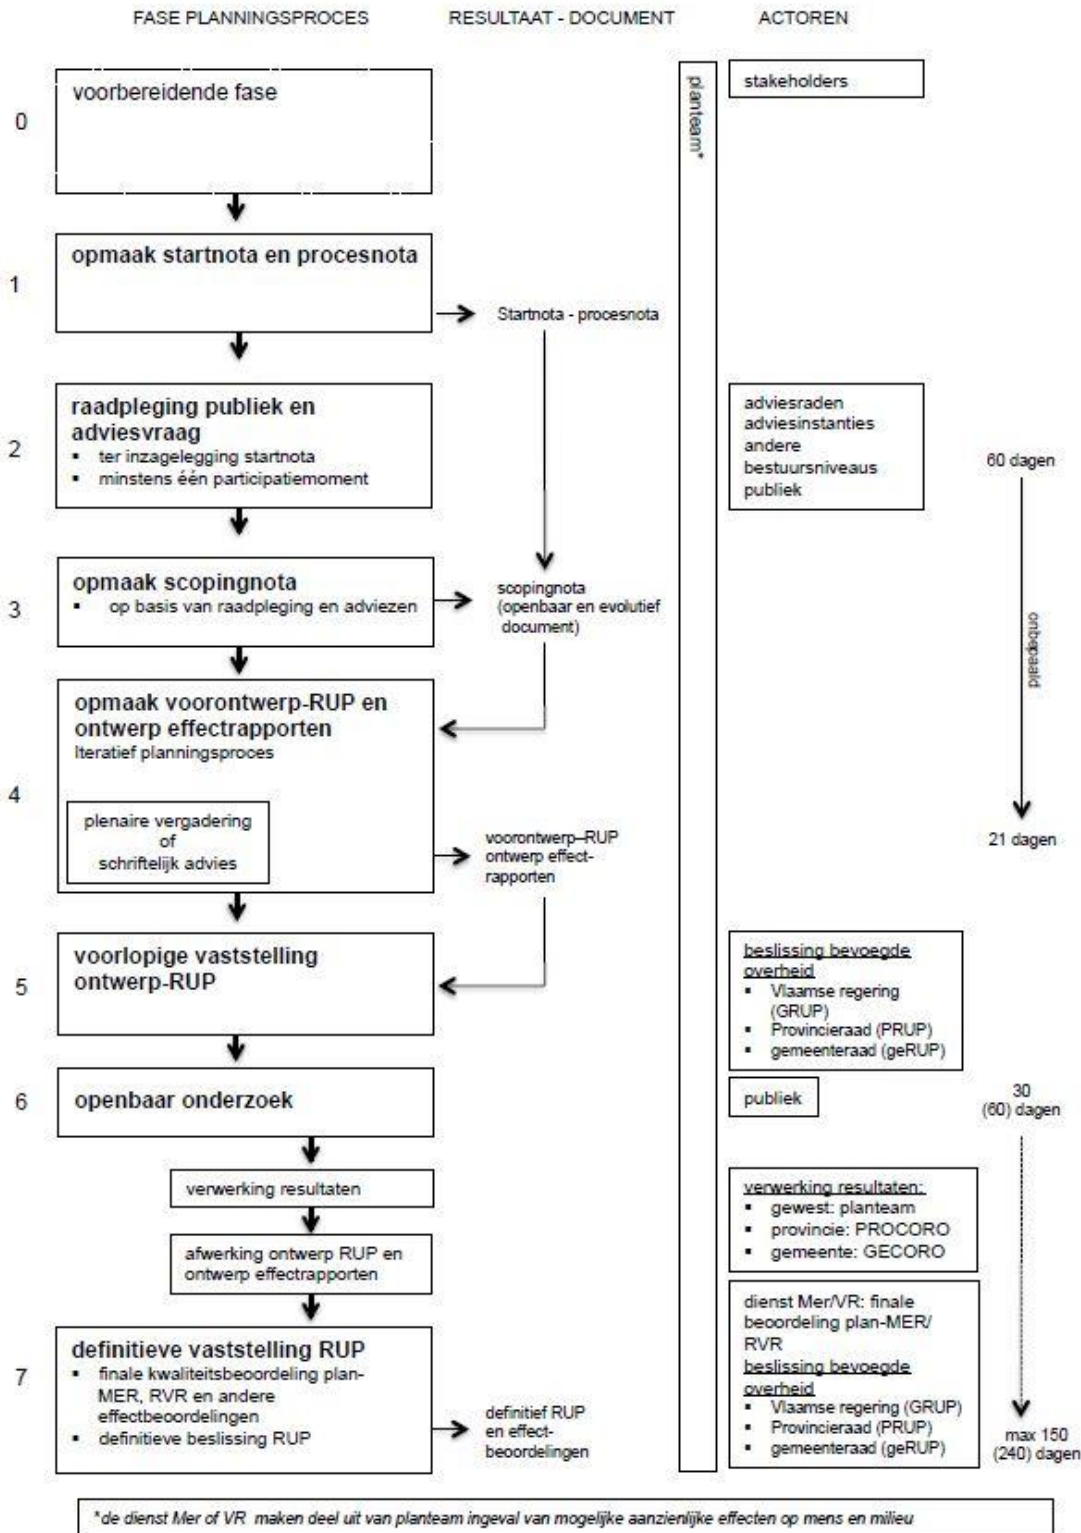 FASE PLANNINGSPROCES
RESULTAAT - DOCUMENT
ACTOREN
0
voorbereidende fase
planteam*
stakeholders
1
opmaak startnota en procesnota
Startnota - procesnota
2
raadpleging publiek en
adviesvraag
▪ ter inzagelegging startnota
▪ minstens één participatiemoment
adviesraden
adviesinstanties
andere
bestuursniveaus
publiek
60 dagen
3
opmaak scopingnota
▪ op basis van raadpleging en adviezen
scopingnota
(openbaar en evolutief
document)
onbepaald
4
opmaak voorontwerp-RUP en
ontwerp effectrapporten
Iteratief planningsproces
plenaire vergadering
of
schriftelijk advies
voorontwerp–RUP
ontwerp effect-
rapporten
21 dagen
5
voorlopige vaststelling
ontwerp-RUP
beslissing bevoegde
overheid
▪ Vlaamse regering
(GRUP)
▪ Provincieraad (PRUP)
▪ gemeenteraad (geRUP)
6
openbaar onderzoek
publiek
30
(60) dagen
verwerking resultaten
verwerking resultaten:
▪ gewest: planteam
▪ provincie: PROCORO
▪ gemeente: GECORO
afwerking ontwerp RUP en
ontwerp effectrapporten
7
definitieve vaststelling RUP
▪ finale kwaliteitsbeoordeling plan-
MER, RVR en andere
effectbeoordelingen
▪ definitieve beslissing RUP
definitief RUP
en effect-
beoordelingen
dienst Mer/VR: finale
beoordeling plan-MER/
RVR
beslissing bevoegde
overheid
▪ Vlaamse regering (GRUP)
▪ Provincieraad (PRUP)
▪ gemeenteraad (geRUP)
max 150
(240) dagen
*de dienst Mer of VR maken deel uit van planteam ingeval van mogelijke aanzienlijke effecten op mens en milieu